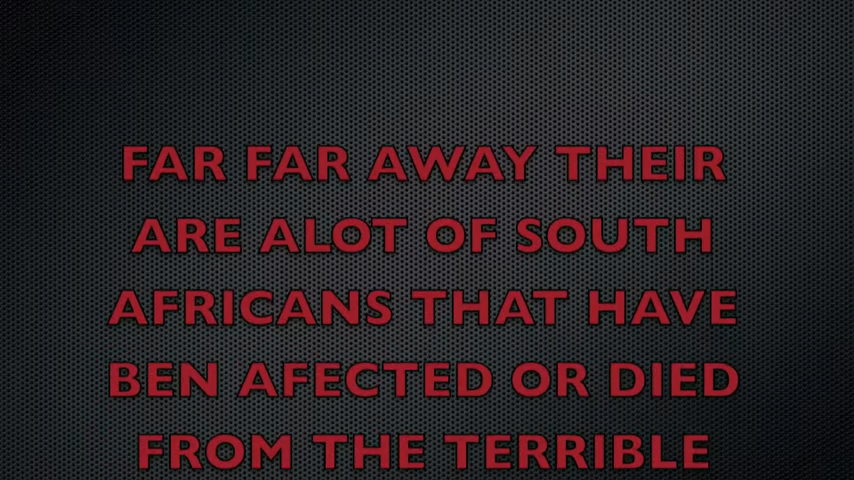 FAR FAR AWAY THEIR
ARE ALOT OF SOUTH
AFRICANS THAT HAVE
BEN AFECTED OR DIED
FROM THE TERRIBLE